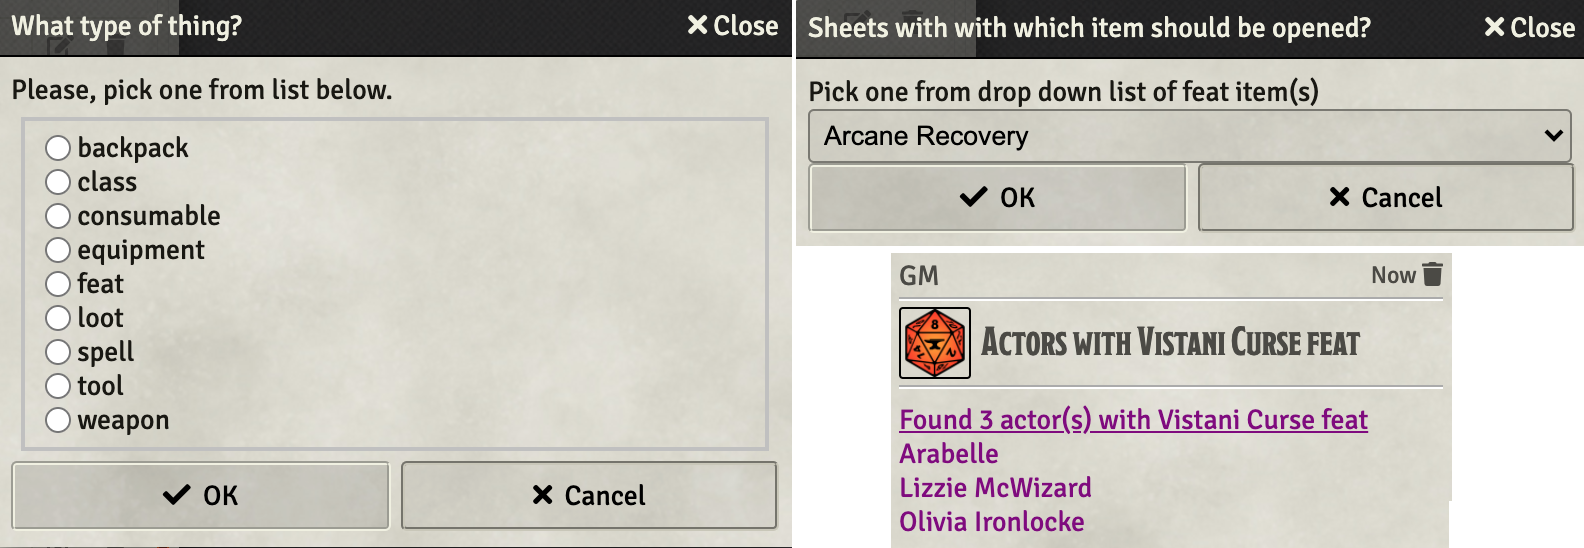 What type of thing?
Close
Please, pick one from list below.
backpack
class
consumable
equipment
feat
loot
spell
tool
weapon
OK
Cancel
Sheets with with which item should be opened?
Close
Pick one from drop down list of feat item(s)
Arcane Recovery
OK
Cancel
GM
Now
8
Actors with Vistani Curse feat
Found 3 actor(s) with Vistani Curse feat
Arabelle
Lizzie McWizard
Olivia Ironlocke